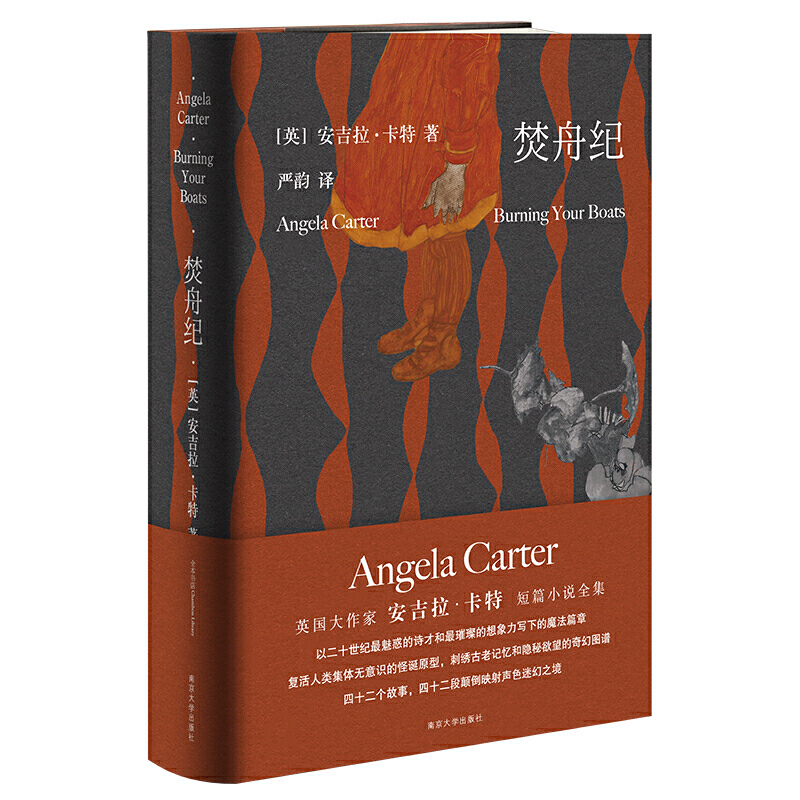 Angela
Carter
Burning
Your
Boats
焚舟纪
[英] 安吉拉·卡特 著
全本书店 Chambon Library
南京大学出版社
[英] 安吉拉·卡特 著
焚舟纪
严韵 译
Angela Carter
Burning Your Boats
Angela Carter
英国大作家 安吉拉·卡特 短篇小说全集
以二十世纪最魅惑的诗才和最璀璨的想象力写下的魔法篇章
复活人类集体无意识的怪诞原型，刺绣古老记忆和隐秘欲望的奇幻图谱
四十二个故事，四十二段颠倒映射声色迷幻之境
南京大学出版社